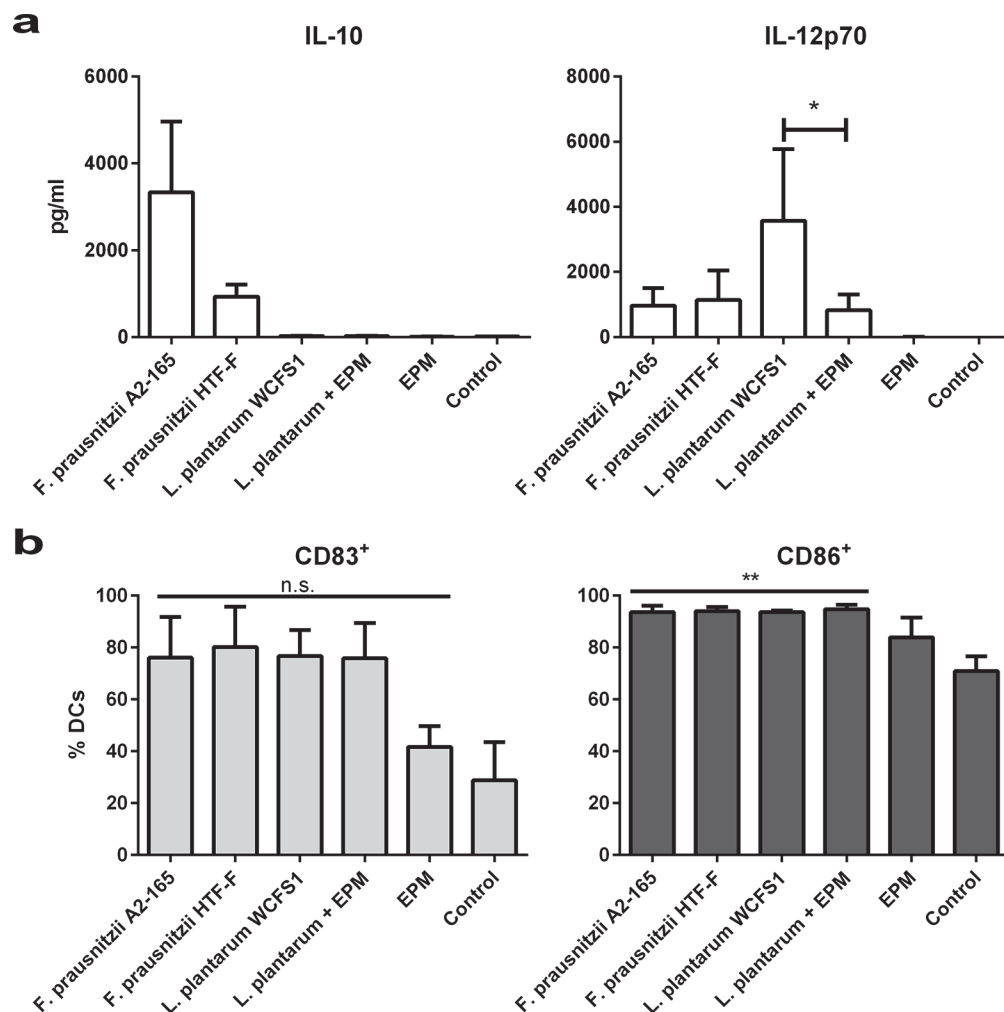 a
IL-10
6000
4000
2000
0
pg/ml
F. prausnitzii A2-165
F. prausnitzii HTF-F
L. plantarum WCFS1
L. plantarum + EPM
EPM
Control
IL-12p70
8000
6000
4000
2000
0
*
F. prausnitzii A2-165
F. prausnitzii HTF-F
L. plantarum WCFS1
L. plantarum + EPM
EPM
Control
b
CD83⁺
n.s.
100
80
60
40
20
0
% DCs
F. prausnitzii A2-165
F. prausnitzii HTF-F
L. plantarum WCFS1
L. plantarum + EPM
EPM
Control
CD86⁺
**
100
80
60
40
20
0
F. prausnitzii A2-165
F. prausnitzii HTF-F
L. plantarum WCFS1
L. plantarum + EPM
EPM
Control